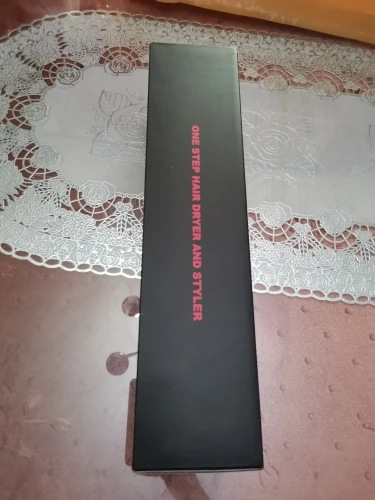 ONE STEP HAIR DRYER AND STYLER